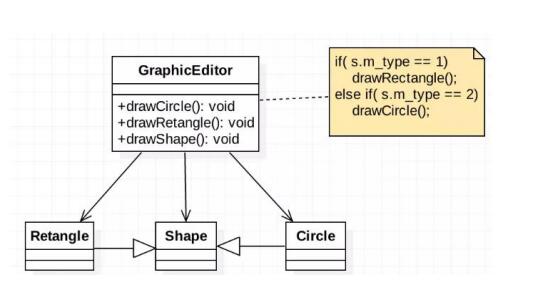 GraphicEditor
+drawCircle(): void
+drawRetangle(): void
+drawShape(): void
if( s.m_type == 1)
drawRectangle();
else if( s.m_type == 2)
drawCircle();
Retangle
Shape
Circle